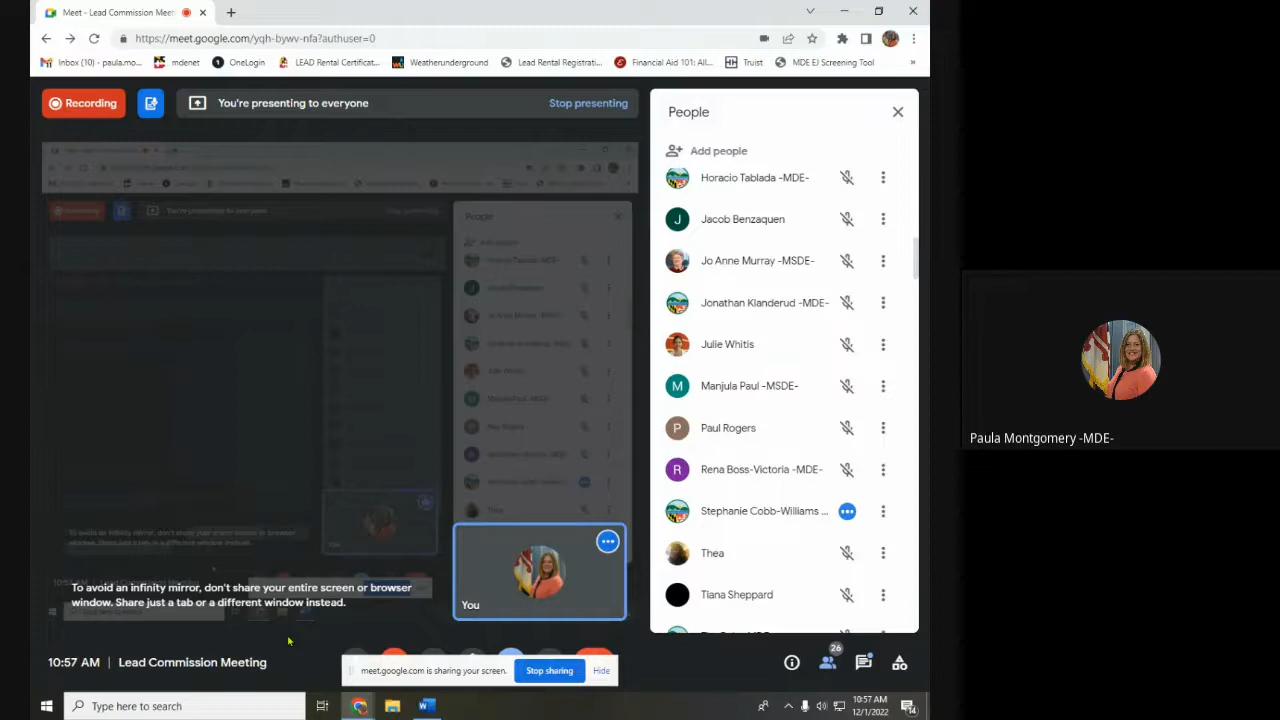 Meet - Lead Commission Mee
https://meet.google.com/yqh-bywv-nfa?authuser=0
Inbox (10) - paula.mo... mdenet OneLogin LEAD Rental Certificat... Weatherunderground Lead Rental Registrati... Financial Aid 101: All... Truist MDE EJ Screening Tool »
Recording
You're presenting to everyone
Stop presenting
People
Add people
Horacio Tablada -MDE-
J Jacob Benzaquen
Jo Anne Murray -MSDE-
Jonathan Klanderud -MDE-
Julie Whitis
M Manjula Paul -MSDE-
P Paul Rogers
R Rena Boss-Victoria -MDE-
Stephanie Cobb-Williams ...
Thea
Tiana Sheppard
You
To avoid an infinity mirror, don't share your entire screen or browser
window. Share just a tab or a different window instead.
10:57 AM | Lead Commission Meeting
meet.google.com is sharing your screen. Stop sharing Hide
26
Type here to search
10:57 AM
12/1/2022
14
Paula Montgomery -MDE-